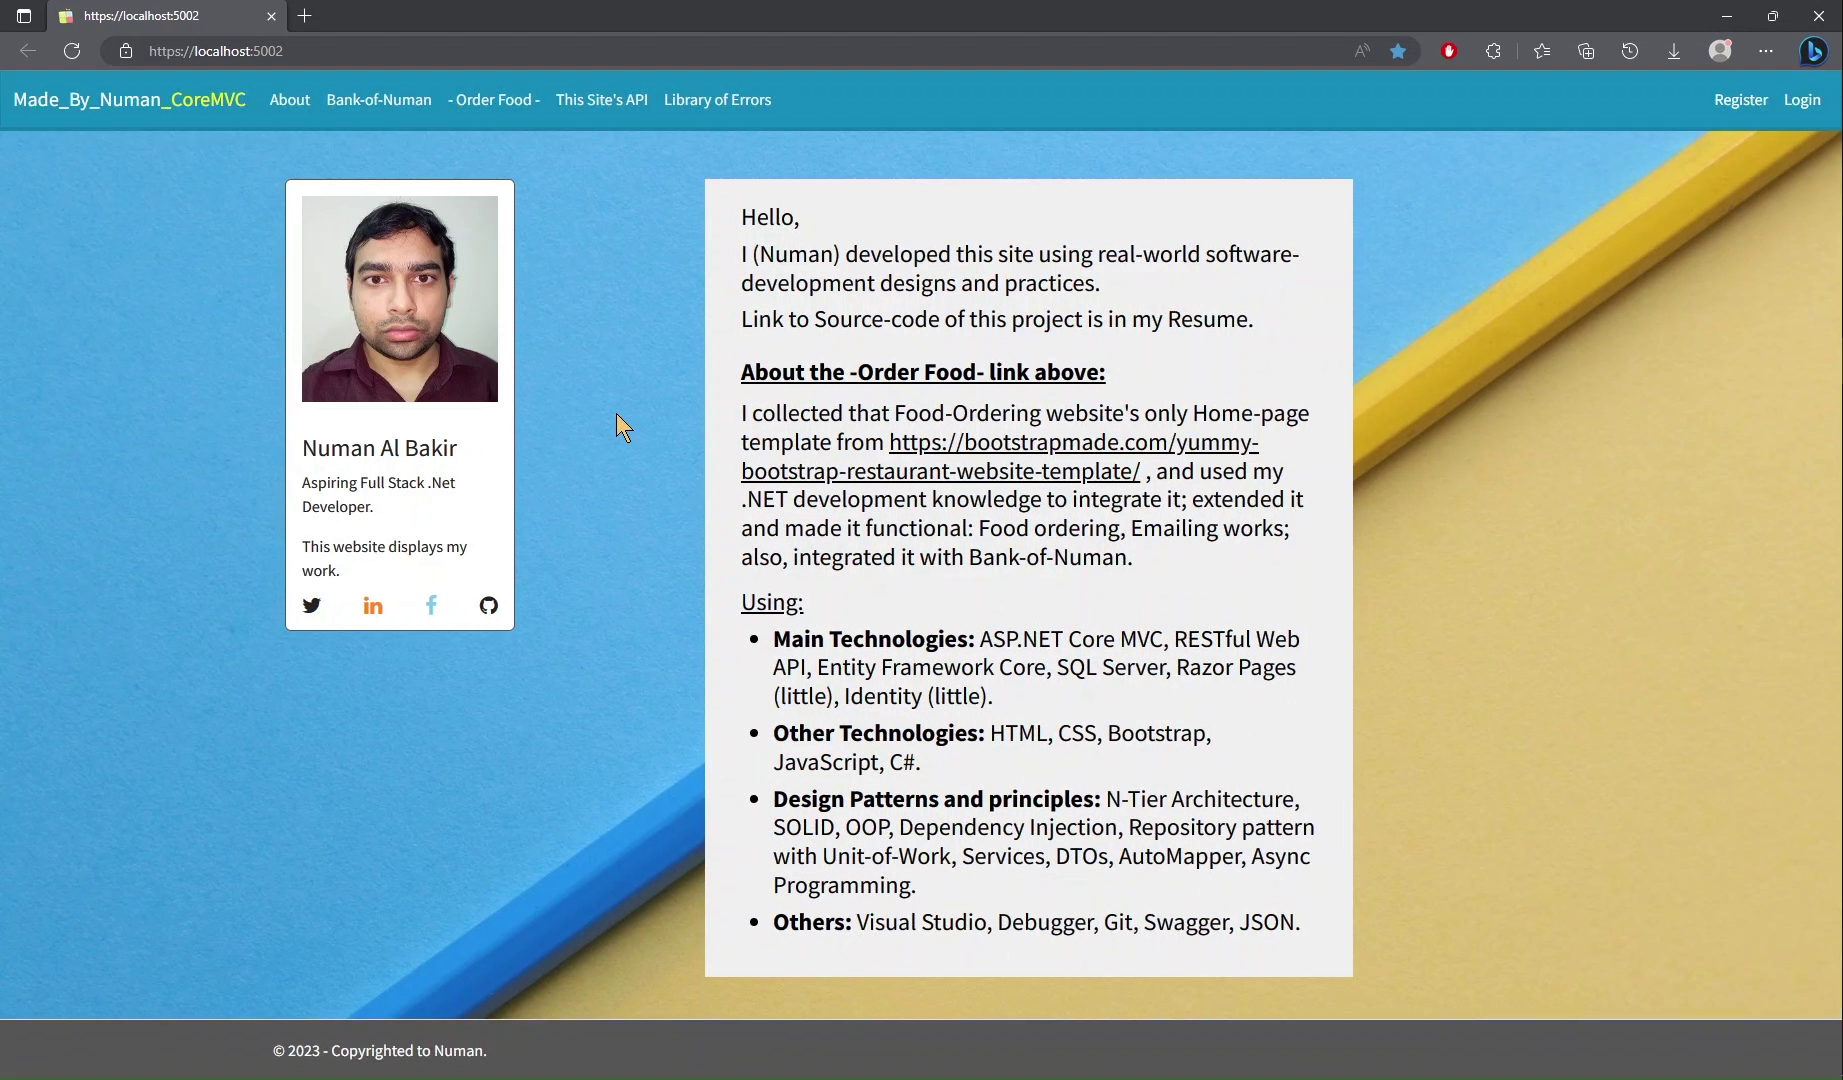 https://localhost:5002
https://localhost:5002
Made_By_Numan_CoreMVC About Bank-of-Numan - Order Food - This Site's API Library of Errors Register Login
Numan Al Bakir
Aspiring Full Stack .Net
Developer.
This website displays my
work.
Hello,
I (Numan) developed this site using real-world software-
development designs and practices.
Link to Source-code of this project is in my Resume.
About the -Order Food- link above:
I collected that Food-Ordering website's only Home-page
template from https://bootstrapmade.com/yummy-
bootstrap-restaurant-website-template/ , and used my
.NET development knowledge to integrate it; extended it
and made it functional: Food ordering, Emailing works;
also, integrated it with Bank-of-Numan.
Using:
• Main Technologies: ASP.NET Core MVC, RESTful Web
API, Entity Framework Core, SQL Server, Razor Pages
(little), Identity (little).
• Other Technologies: HTML, CSS, Bootstrap,
JavaScript, C#.
• Design Patterns and principles: N-Tier Architecture,
SOLID, OOP, Dependency Injection, Repository pattern
with Unit-of-Work, Services, DTOs, AutoMapper, Async
Programming.
• Others: Visual Studio, Debugger, Git, Swagger, JSON.
© 2023 - Copyrighted to Numan.